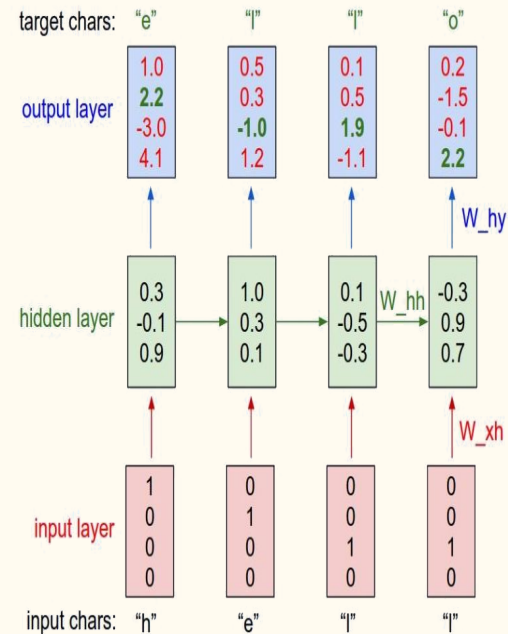 target chars: “e” “l” “l” “o”
1.0 0.5 0.1 0.2
2.2 0.3 0.5 -1.5
output layer
-3.0 -1.0 1.9 -0.1
4.1 1.2 -1.1 2.2
W_hy
0.3 1.0 0.1 -0.3
W_hh
hidden layer -0.1 0.3 -0.5 0.9
0.9 0.1 -0.3 0.7
W_xh
1 0 0 0
0 1 0 0
input layer
0 0 1 1
0 0 0 0
input chars: “h” “e” “l” “l”